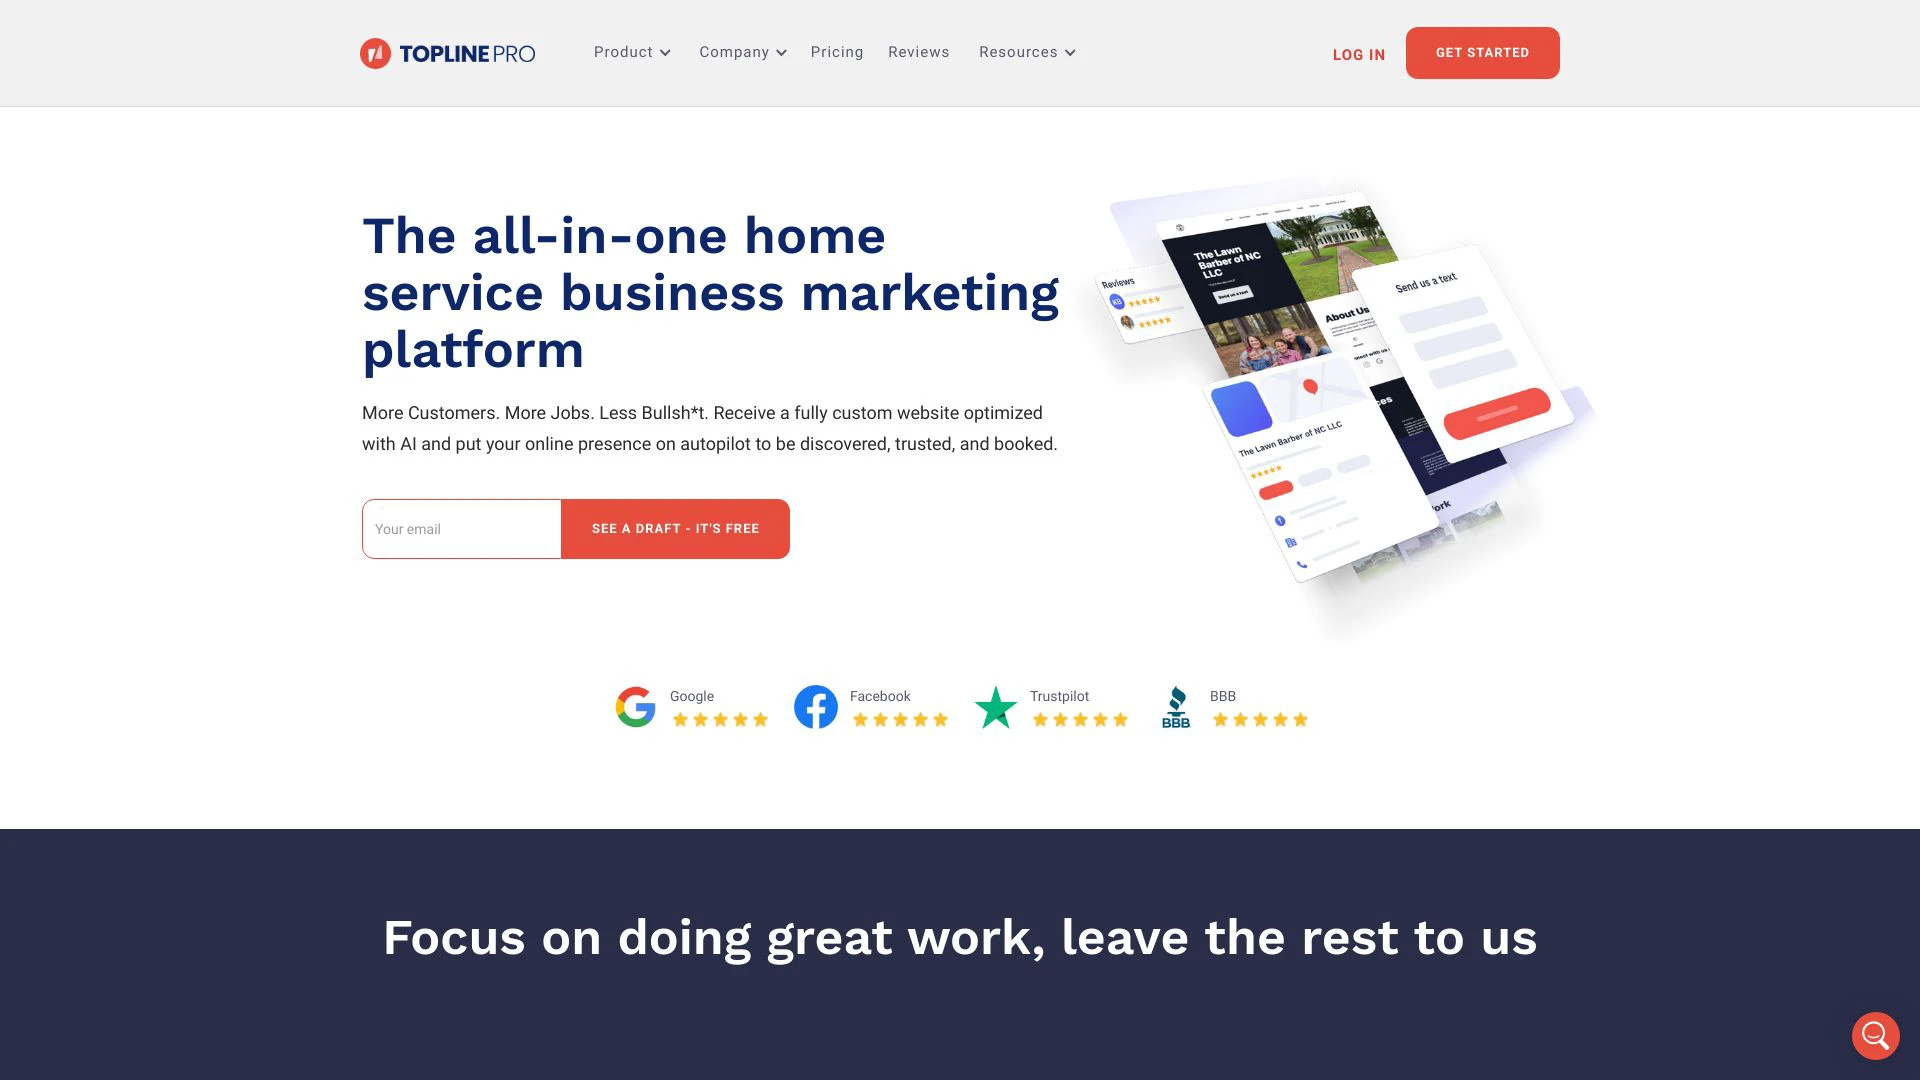 TOPLINE PRO
Product
Company
Pricing
Reviews
Resources
LOG IN
GET STARTED
The all-in-one home
service business marketing
platform
More Customers. More Jobs. Less Bullsh*t. Receive a fully custom website optimized
with AI and put your online presence on autopilot to be discovered, trusted, and booked.
Your email
SEE A DRAFT - IT'S FREE
Reviews
KB
The Lawn
Barber of NC
LLC
Send us a text
About Us
Send us a text
The Lawn Barber of NC LLC
Google
Facebook
Trustpilot
BBB
BBB
Focus on doing great work, leave the rest to us